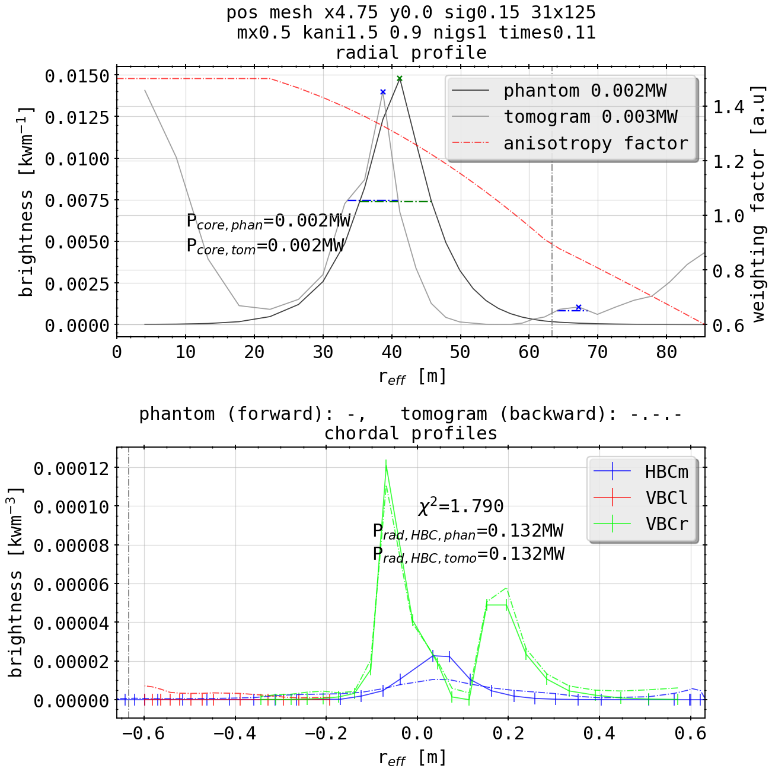 pos mesh x4.75 y0.0 sig0.15 31x125
mx0.5 kani1.5 0.9 nigs1 times0.11
radial profile
brightness [kwm⁻¹]
0.0150
0.0125
0.0100
0.0075
0.0050
0.0025
0.0000
phantom 0.002MW
tomogram 0.003MW
anisotropy factor
P_core,phan=0.002MW
P_core,tom=0.002MW
1.4
1.2
1.0
0.8
0.6
weighting factor [a.u]
0 10 20 30 40 50 60 70 80
r_eff [m]
phantom (forward): -, tomogram (backward): -.-.-
chordal profiles
brightness [kwm⁻³]
0.00012
0.00010
0.00008
0.00006
0.00004
0.00002
0.00000
HBCm
VBCl
VBCr
χ²=1.790
P_rad,HBC,phan=0.132MW
P_rad,HBC,tomo=0.132MW
−0.6 −0.4 −0.2 0.0 0.2 0.4 0.6
r_eff [m]